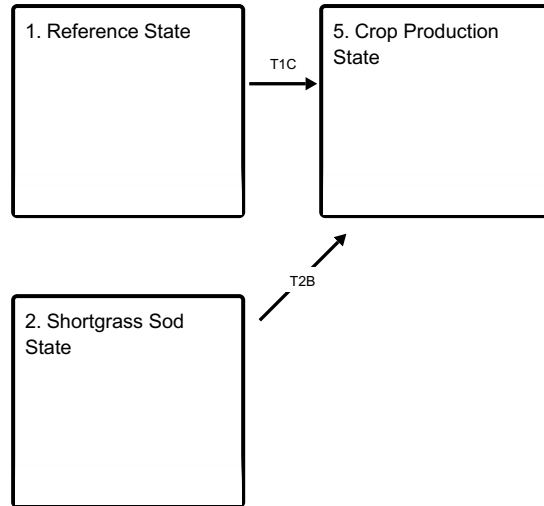 1. Reference State
5. Crop Production
State
T1C
T2B
2. Shortgrass Sod
State